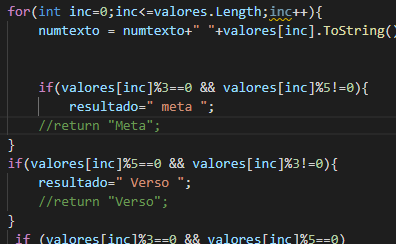 for(int inc=0;inc<=valores.Length;inc++){
numtexto = numtexto+" "+valores[inc].ToString()
if(valores[inc]%3==0 && valores[inc]%5!=0){
resultado=" meta ";
//return "Meta";
}
if(valores[inc]%5==0 && valores[inc]%3!=0){
resultado=" Verso ";
//return "Verso";
}
if (valores[inc]%3==0 && valores[inc]%5==0)